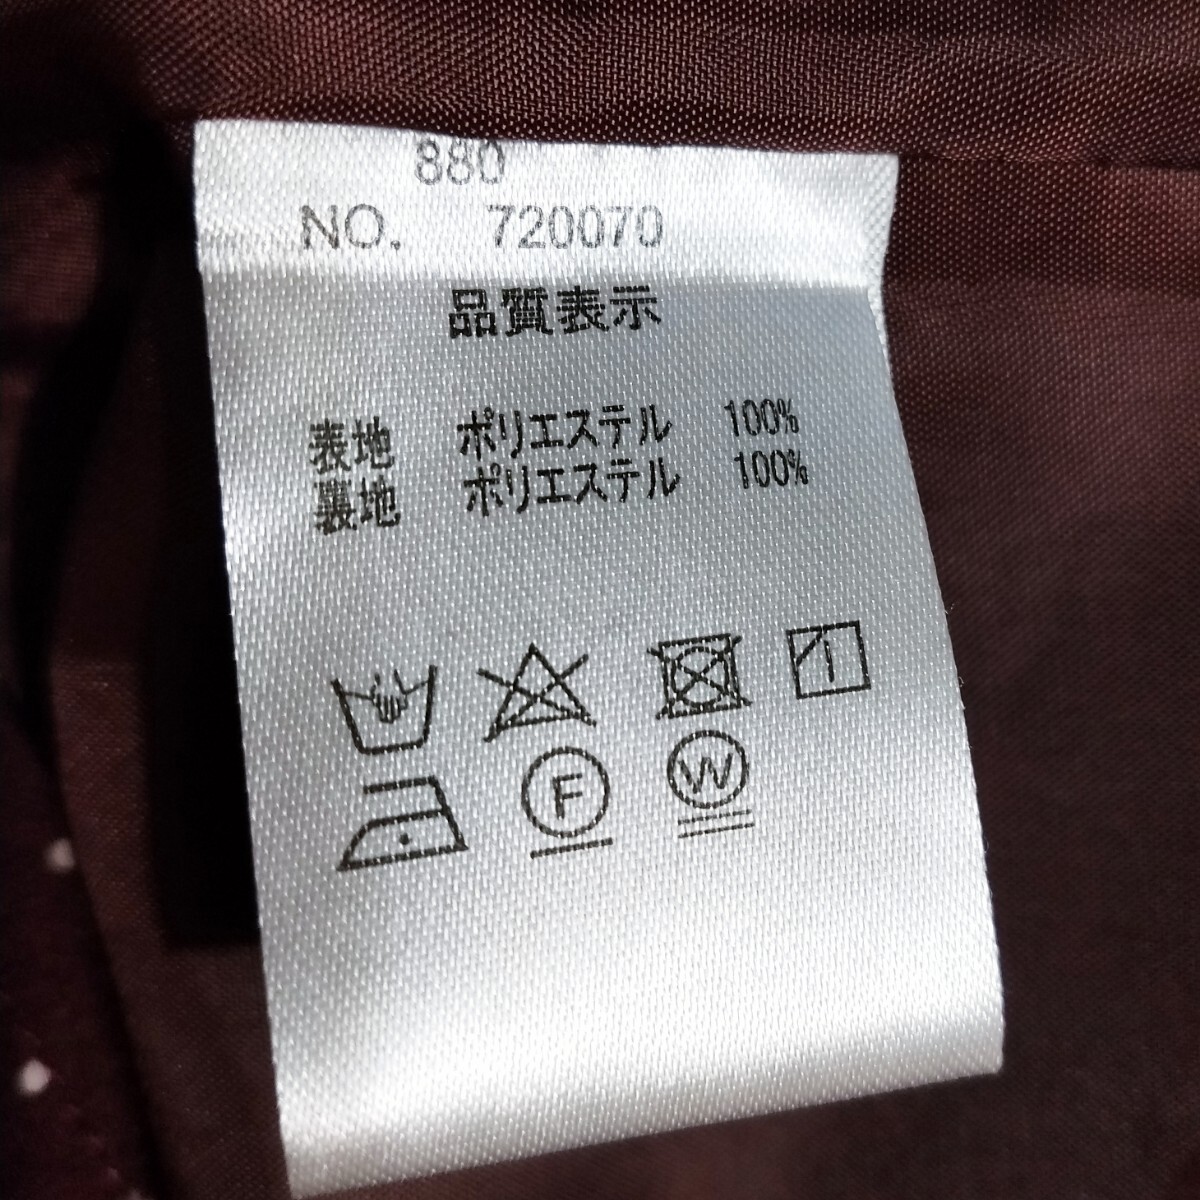 880
NO. 720070
品質表示
表地 ポリエステル 100%
裏地 ポリエステル 100%
F W